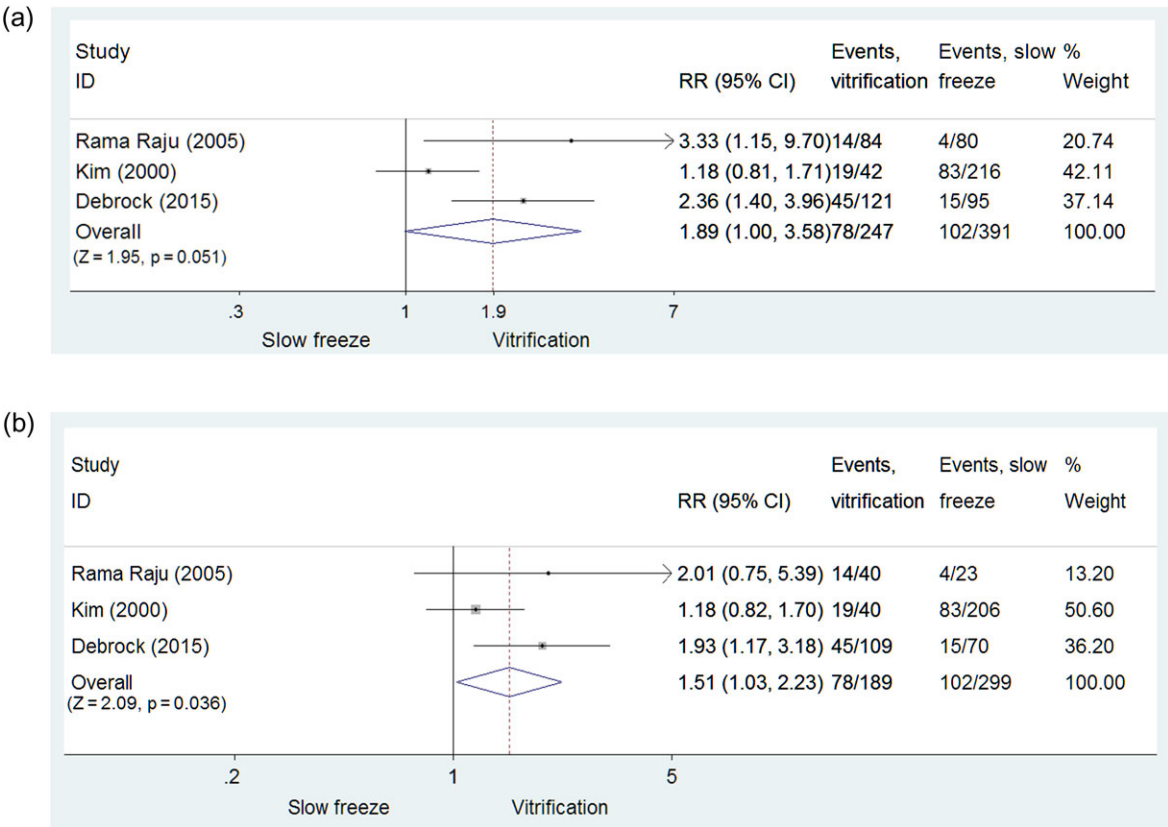 (a)
Study Events, Events, slow %
ID RR (95% CI) vitrification freeze Weight
Rama Raju (2005) 3.33 (1.15, 9.70)14/84 4/80 20.74
Kim (2000) 1.18 (0.81, 1.71)19/42 83/216 42.11
Debrock (2015) 2.36 (1.40, 3.96)45/121 15/95 37.14
Overall 1.89 (1.00, 3.58)78/247 102/391 100.00
(Z = 1.95, p = 0.051)
.3 1 1.9 7
Slow freeze Vitrification
(b)
Study Events, Events, slow %
ID RR (95% CI) vitrification freeze Weight
Rama Raju (2005) 2.01 (0.75, 5.39) 14/40 4/23 13.20
Kim (2000) 1.18 (0.82, 1.70) 19/40 83/206 50.60
Debrock (2015) 1.93 (1.17, 3.18) 45/109 15/70 36.20
Overall 1.51 (1.03, 2.23) 78/189 102/299 100.00
(Z = 2.09, p = 0.036)
.2 1 5
Slow freeze Vitrification